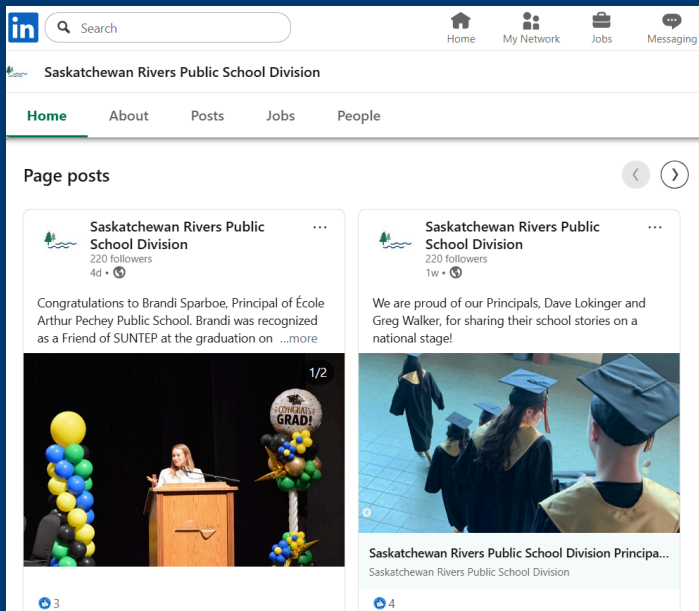 in
Search
Home
My Network
Jobs
Messaging
Saskatchewan Rivers Public School Division
Home
About
Posts
Jobs
People
Page posts
Saskatchewan Rivers Public
School Division
220 followers
4d •
Congratulations to Brandi Sparboe, Principal of École
Arthur Pechey Public School. Brandi was recognized
as a Friend of SUNTEP at the graduation on ...more
1/2
CONGRATS
GRAD!
3
Saskatchewan Rivers Public
School Division
220 followers
1w •
We are proud of our Principals, Dave Lokinger and
Greg Walker, for sharing their school stories on a
national stage!
Saskatchewan Rivers Public School Division Principa...
Saskatchewan Rivers Public School Division
4